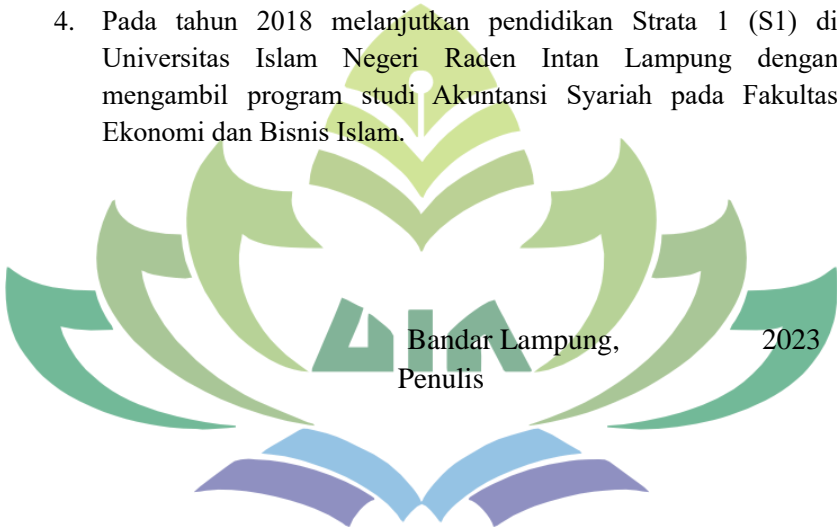 4. Pada tahun 2018 melanjutkan pendidikan Strata 1 (S1) di
Universitas Islam Negeri Raden Intan Lampung dengan
mengambil program studi Akuntansi Syariah pada Fakultas
Ekonomi dan Bisnis Islam.
UIN
Bandar Lampung, 2023
Penulis